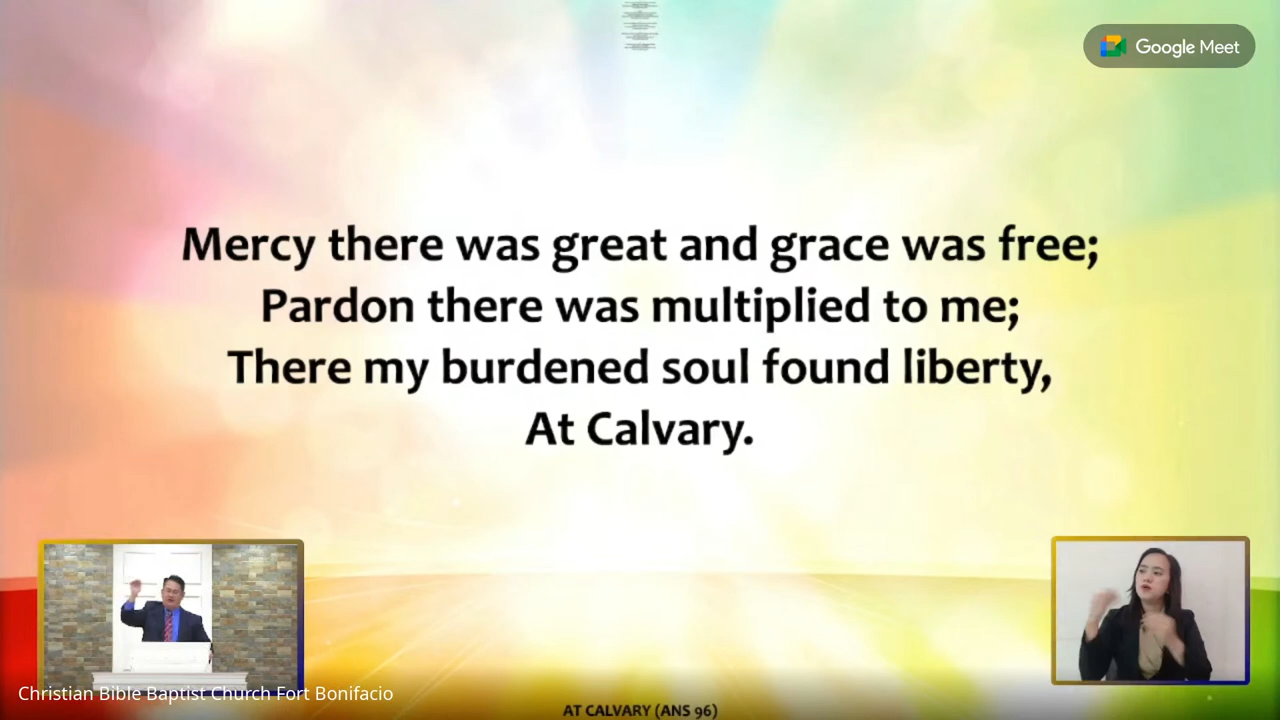 Google Meet
Mercy there was great and grace was free;
Pardon there was multiplied to me;
There my burdened soul found liberty,
At Calvary.
Christian Bible Baptist Church Fort Bonifacio
AT CALVARY (ANS 96)